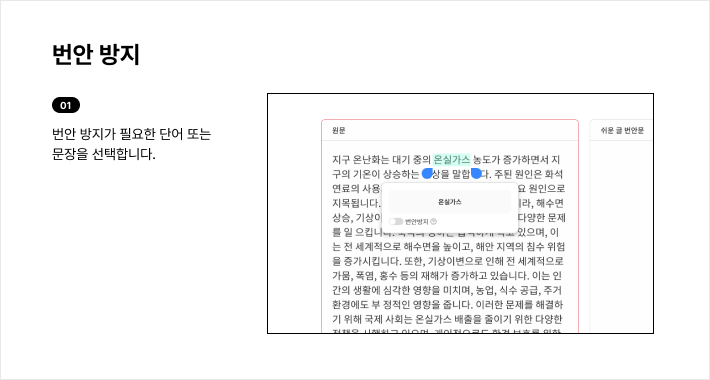 번안 방지
01
번안 방지가 필요한 단어 또는
문장을 선택합니다.
원문
쉬운 글 번안문
지구 온난화는 대기 중의 온실가스 농도가 증가하면서 지
구의 기온이 상승하는 상을 말합 다. 주된 원인은 화석
연료의 사용 요 원인으로
지목됩니다. 라, 해수면
상승, 기상이 다양한 문제
를 일 으킵니다. 있으며, 이
는 전 세계적으로 해수면을 높이고, 해안 지역의 침수 위험
을 증가시킵니다. 또한, 기상이변으로 인해 전 세계적으로
가뭄, 폭염, 홍수 등의 재해가 증가하고 있습니다. 이는 인
간의 생활에 심각한 영향을 미치며, 농업, 식수 공급, 주거
환경에도 부 정적인 영향을 줍니다. 이러한 문제를 해결하
기 위해 국제 사회는 온실가스 배출을 줄이기 위한 다양한
온실가스
번안방지